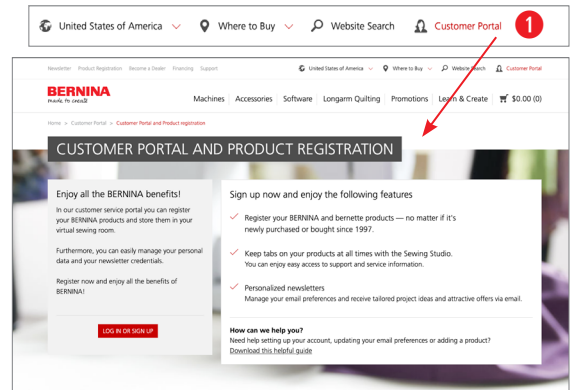 United States of America Where to Buy Website Search Customer Portal 1
Newsletter Product Registration Become a Dealer Financing Support United States of America Where to Buy Website Search Customer Portal
BERNINA
made to create
Machines Accessories Software Longarm Quilting Promotions Learn & Create $0.00 (0)
Home > Customer Portal > Customer Portal and Product registration
CUSTOMER PORTAL AND PRODUCT REGISTRATION
Enjoy all the BERNINA benefits!
In our customer service portal you can register
your BERNINA products and store them in your
virtual sewing room.
Furthermore, you can easily manage your personal
data and your newsletter credentials.
Register now and enjoy all the benefits of
BERNINA!
LOG IN OR SIGN UP
Sign up now and enjoy the following features
Register your BERNINA and bernette products — no matter if it's
newly purchased or bought since 1997.
Keep tabs on your products at all times with the Sewing Studio.
You can enjoy easy access to support and service information.
Personalized newsletters
Manage your email preferences and receive tailored project ideas and attractive offers via email.
How can we help you?
Need help setting up your account, updating your email preferences or adding a product?
Download this helpful guide